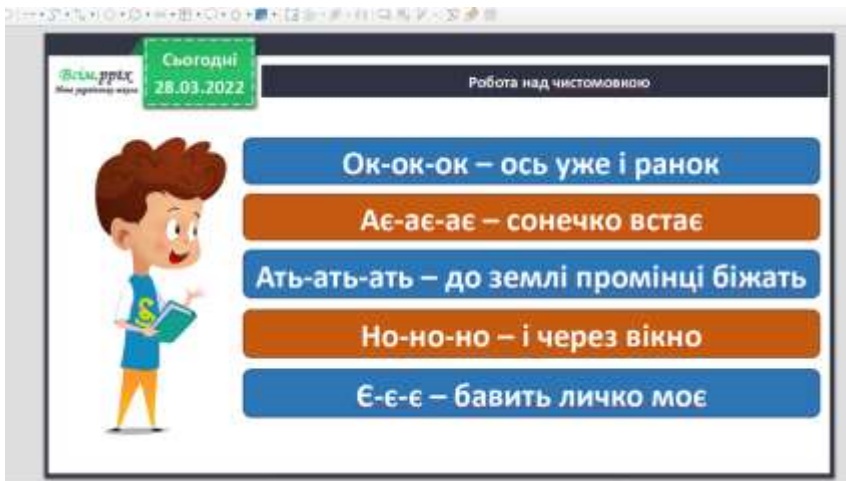 Сьогодні
28.03.2022
Всім.pptx
Робота над чистомовкою
Ок-ок-ок – ось уже і ранок
Ає-ає-ає – сонечко встає
Ать-ать-ать – до землі промінці біжать
Но-но-но – і через вікно
Є-є-є – бавить личко моє